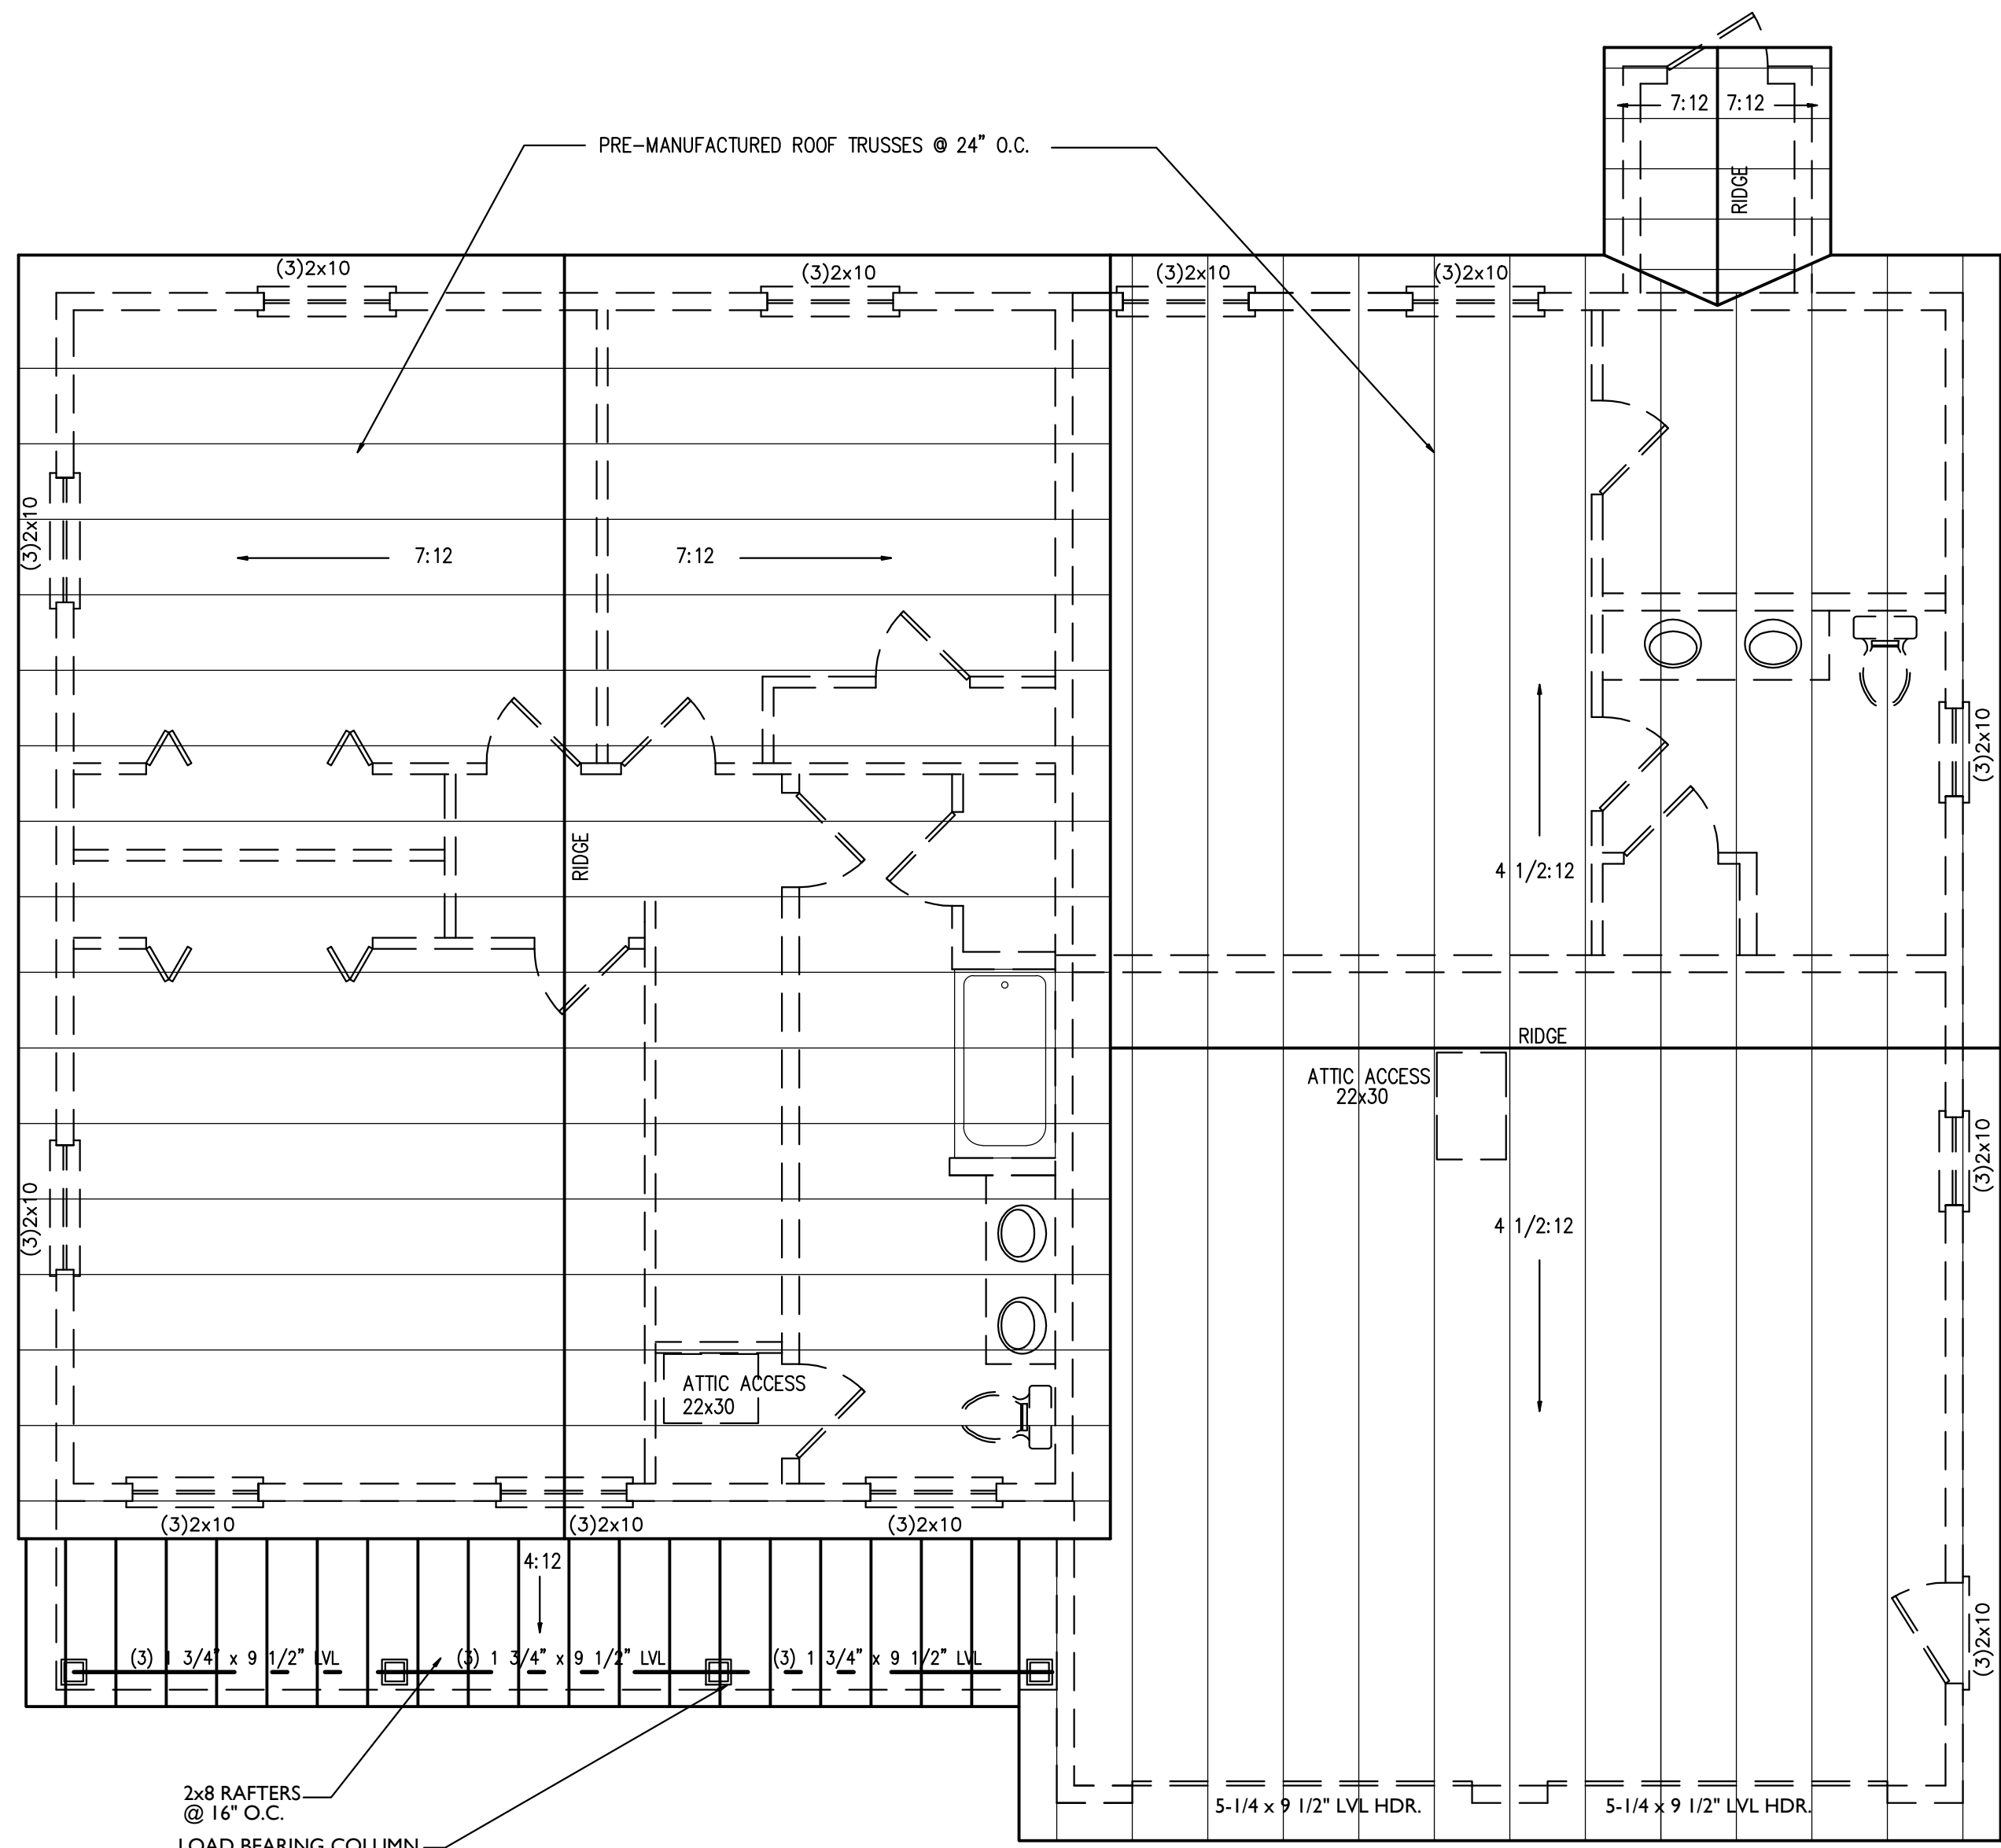 7:12 7:12
PRE-MANUFACTURED ROOF TRUSSES @ 24" O.C.
RIDGE
(3)2x10
(3)2x10
(3)2x10
(3)2x10
(3)2x10
7:12
7:12
(3)2x10
RIDGE
4 1/2:12
RIDGE
ATTIC ACCESS
22x30
(3)2x10
(3)2x10
4 1/2:12
ATTIC ACCESS
22x30
(3)2x10
(3)2x10
(3)2x10
4:12
(3)2x10
(3) 1 3/4" x 9 1/2" LVL
(3) 1 3/4" x 9 1/2" LVL
(3) 1 3/4" x 9 1/2" LVL
2x8 RAFTERS
@ 16" O.C.
5-1/4 x 9 1/2" LVL HDR.
5-1/4 x 9 1/2" LVL HDR.
LOAD BEARING COLUMN